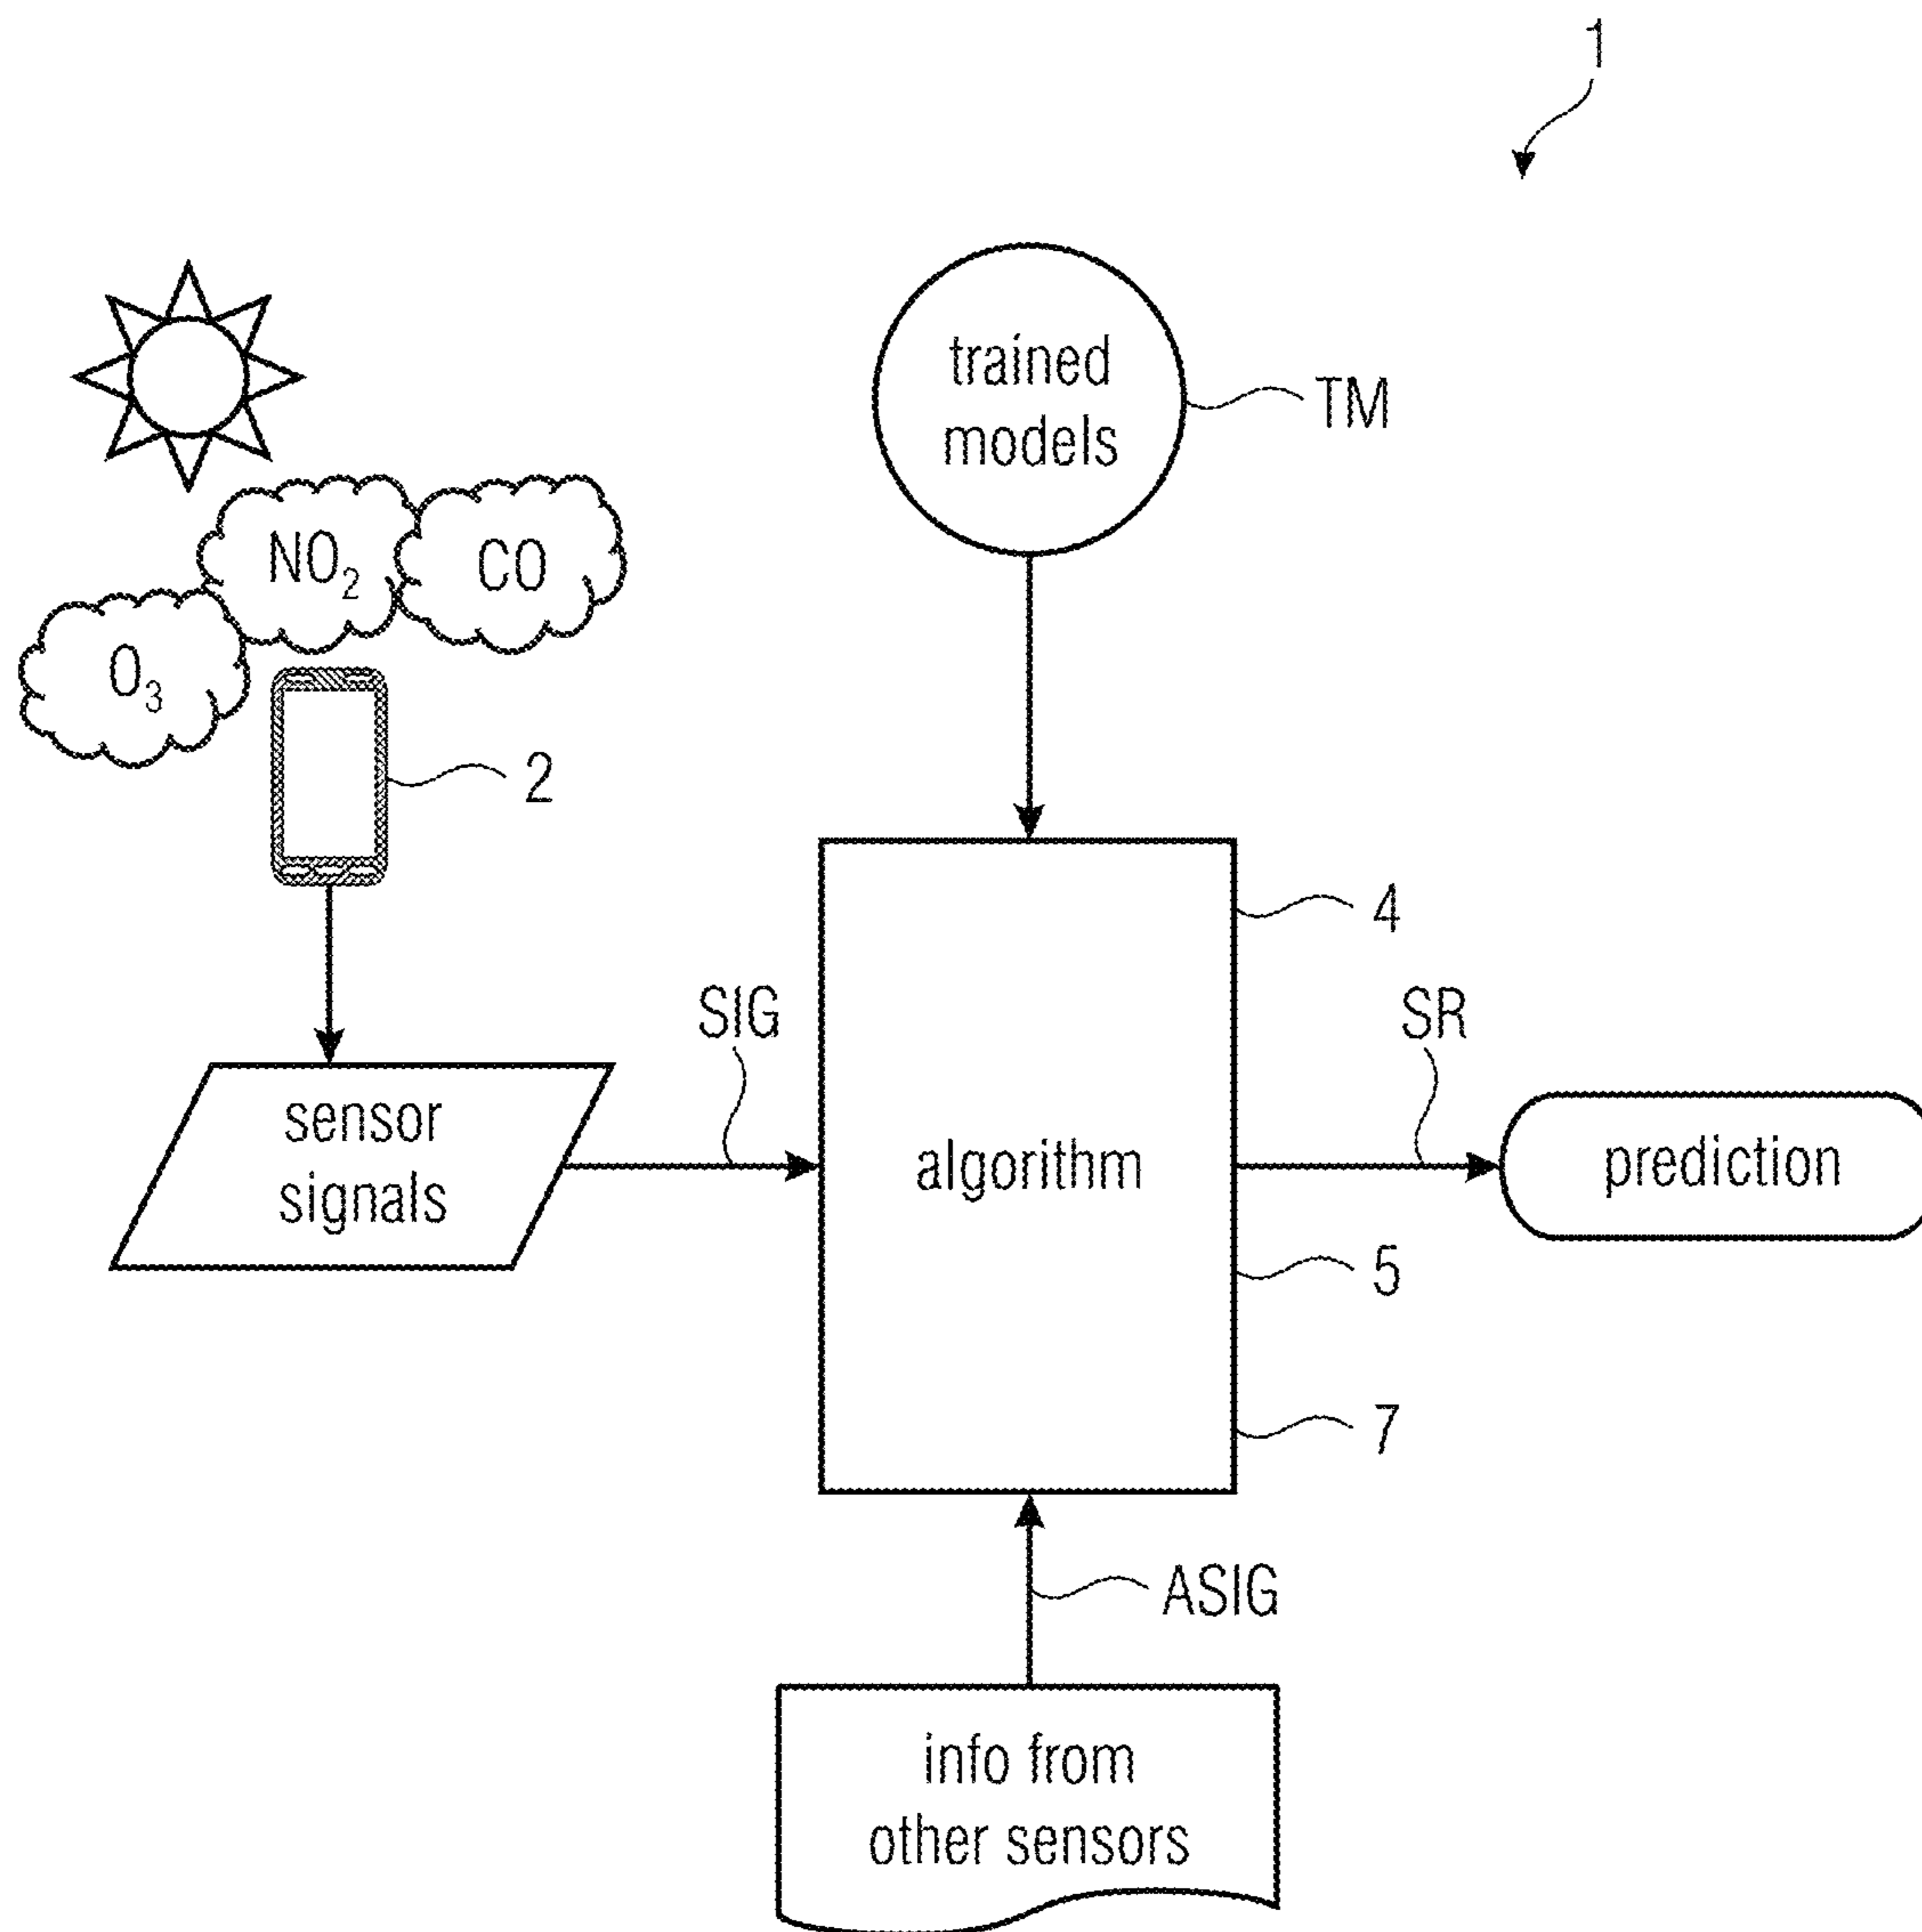 1
trained
models
TM
NO₂
CO
O₃
2
4
SIG
SR
sensor
signals
algorithm
prediction
5
7
ASIG
info from
other sensors